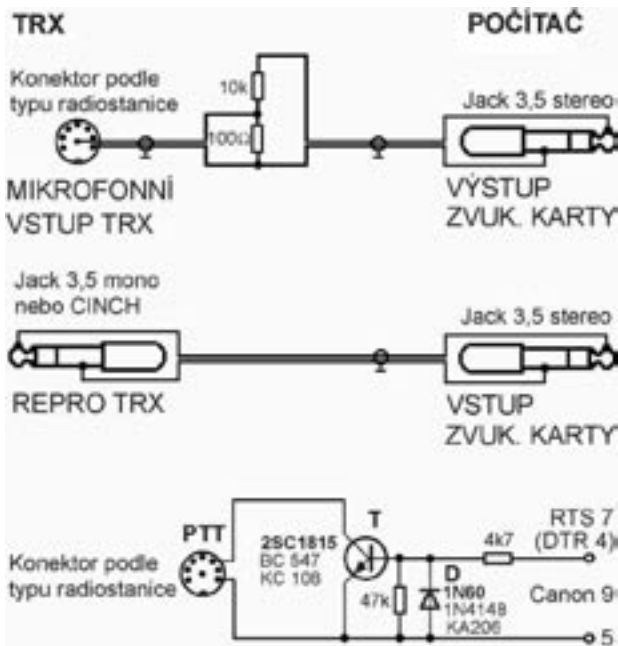 TRX
POČÍTAČ
Konektor podle
typu radiostanice
10k
100Ω
Jack 3,5 stereo
MIKROFONNÍ
VSTUP TRX
VÝSTUP
ZVUK. KARTY
Jack 3,5 mono
nebo CINCH
Jack 3,5 stereo
REPRO TRX
VSTUP
ZVUK. KARTY
PTT
Konektor podle
typu radiostanice
2SC1815
BC 547
KC 108
T
47k
D
1N60
1N4148
KA206
4k7
RTS 7
(DTR 4)
Canon 9
5